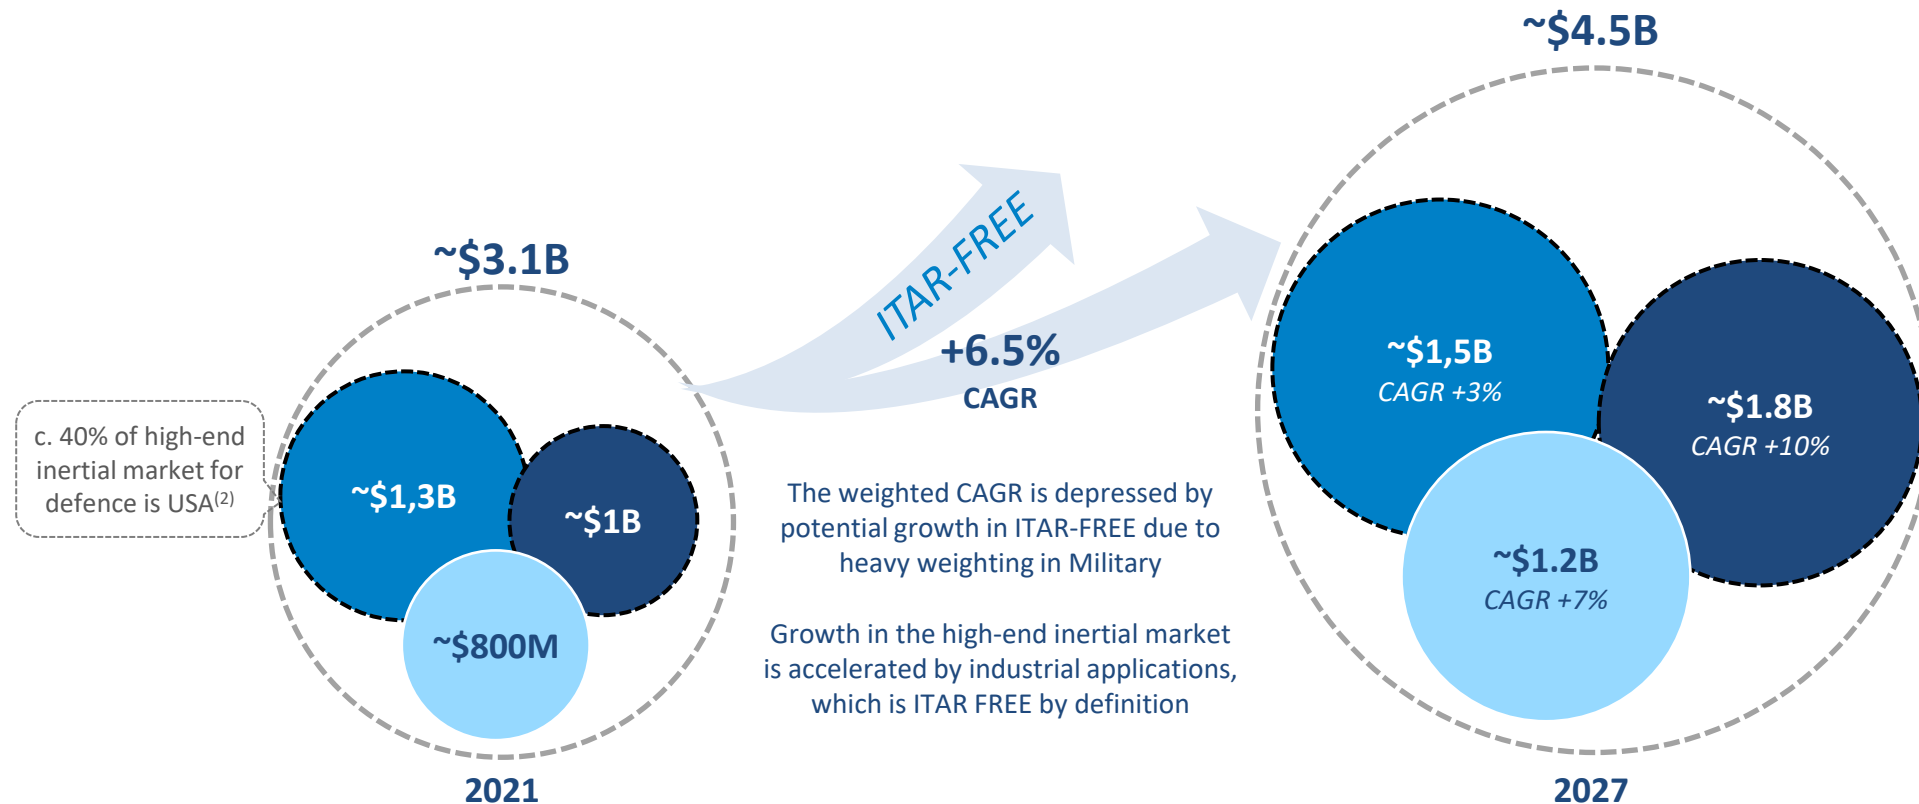 ~$4.5B
~$3.1B
ITAR-FREE
+6.5%
CAGR
c. 40% of high-end
inertial market for
defence is USA(2)
~$1,3B
~$1B
~$800M
2021
The weighted CAGR is depressed by
potential growth in ITAR-FREE due to
heavy weighting in Military
Growth in the high-end inertial market
is accelerated by industrial applications,
which is ITAR FREE by definition
~$1,5B
CAGR +3%
~$1.8B
CAGR +10%
~$1.2B
CAGR +7%
2027